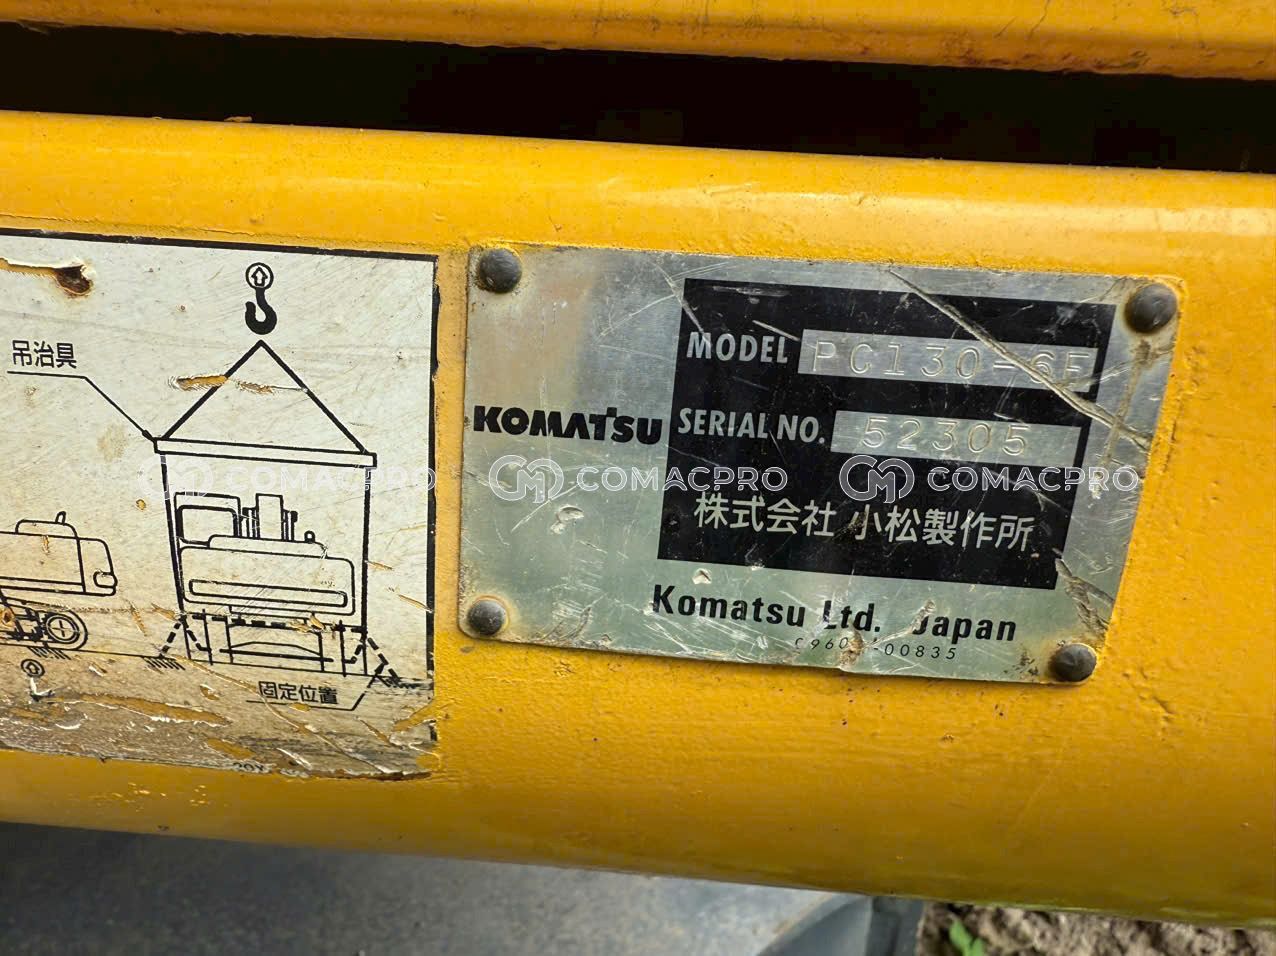 吊治具
固定位置
KOMATSU
MODEL PC130-6E
SERIAL NO. 52305
株式会社 小松製作所
Komatsu Ltd. Japan
COMACPRO COMACPRO COMACPRO